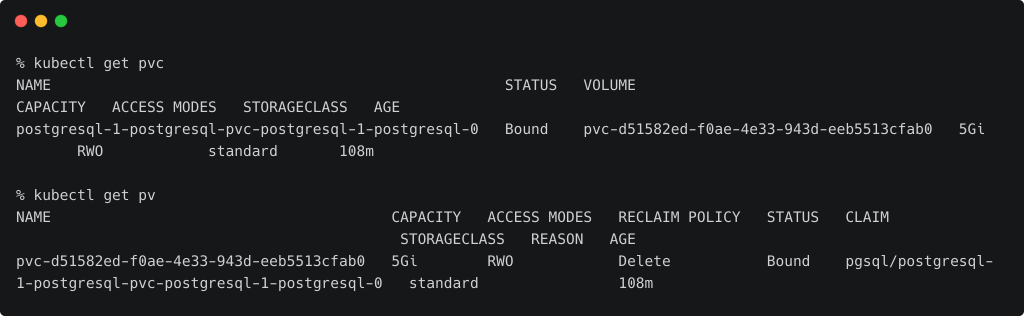 % kubectl get pvc
NAME                                                    STATUS   VOLUME
CAPACITY   ACCESS MODES   STORAGECLASS   AGE
postgresql-1-postgresql-pvc-postgresql-1-postgresql-0   Bound    pvc-d51582ed-f0ae-4e33-943d-eeb5513cfab0   5Gi
       RWO            standard       108m

% kubectl get pv
NAME                                       CAPACITY   ACCESS MODES   RECLAIM POLICY   STATUS   CLAIM
                                            STORAGECLASS   REASON   AGE
pvc-d51582ed-f0ae-4e33-943d-eeb5513cfab0   5Gi        RWO            Delete           Bound    pgsql/postgresql-
1-postgresql-pvc-postgresql-1-postgresql-0   standard                108m